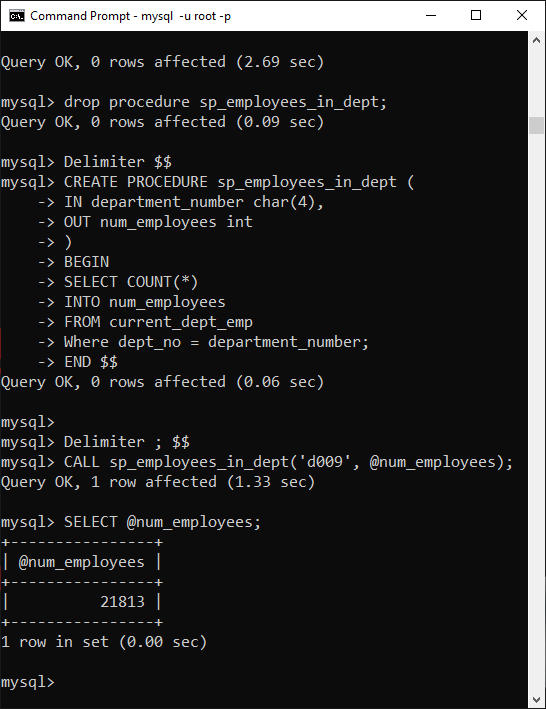 Command Prompt - mysql  -u root -p
Query OK, 0 rows affected (2.69 sec)
mysql> drop procedure sp_employees_in_dept;
Query OK, 0 rows affected (0.09 sec)
mysql> Delimiter $$
mysql> CREATE PROCEDURE sp_employees_in_dept (
    -> IN department_number char(4),
    -> OUT num_employees int
    -> )
    -> BEGIN
    -> SELECT COUNT(*)
    -> INTO num_employees
    -> FROM current_dept_emp
    -> Where dept_no = department_number;
    -> END $$
Query OK, 0 rows affected (0.06 sec)
mysql>
mysql> Delimiter ; $$
mysql> CALL sp_employees_in_dept('d009', @num_employees);
Query OK, 1 row affected (1.33 sec)
mysql> SELECT @num_employees;
+----------------+
| @num_employees |
+----------------+
|          21813 |
+----------------+
1 row in set (0.00 sec)
mysql>